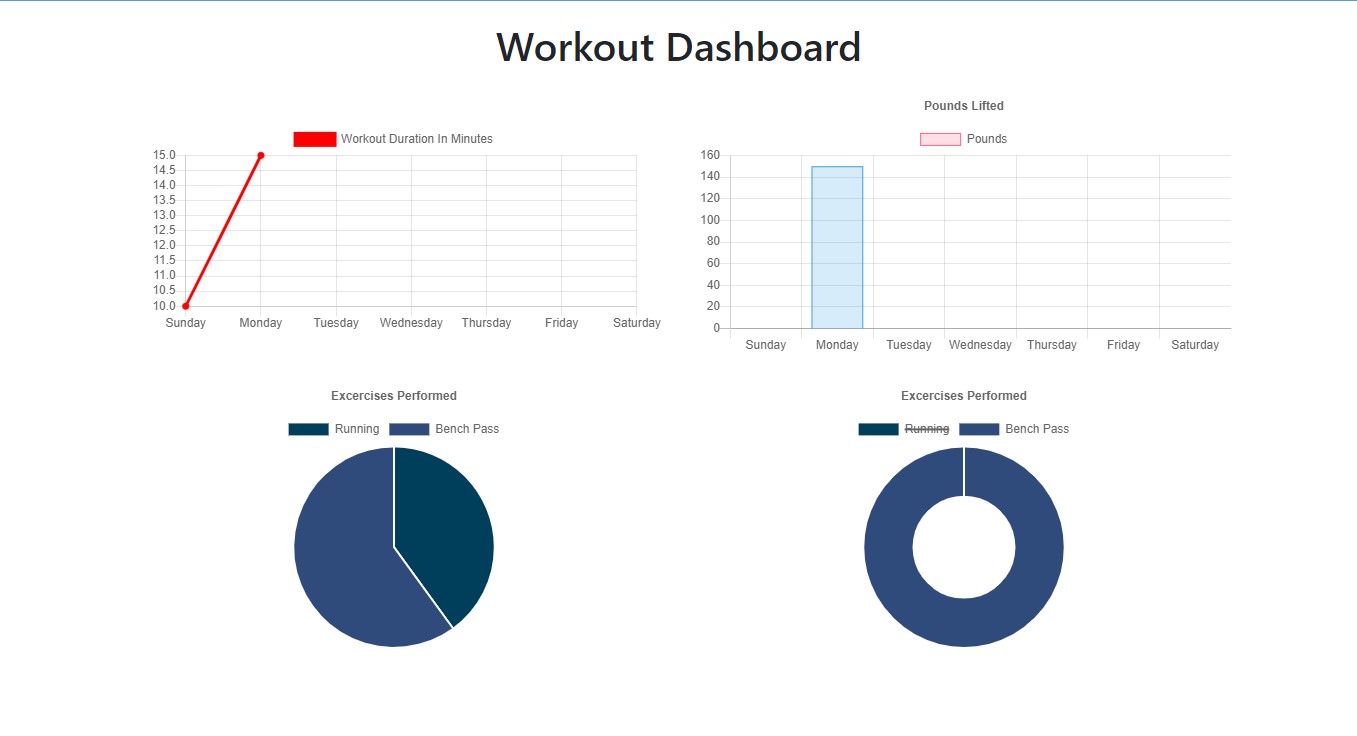 Workout Dashboard
Workout Duration In Minutes
15.0
14.5
14.0
13.5
13.0
12.5
12.0
11.5
11.0
10.5
10.0
Sunday Monday Tuesday Wednesday Thursday Friday Saturday
Pounds Lifted
Pounds
160
140
120
100
80
60
40
20
0
Sunday Monday Tuesday Wednesday Thursday Friday Saturday
Excercises Performed
Running Bench Pass
Excercises Performed
Running Bench Pass